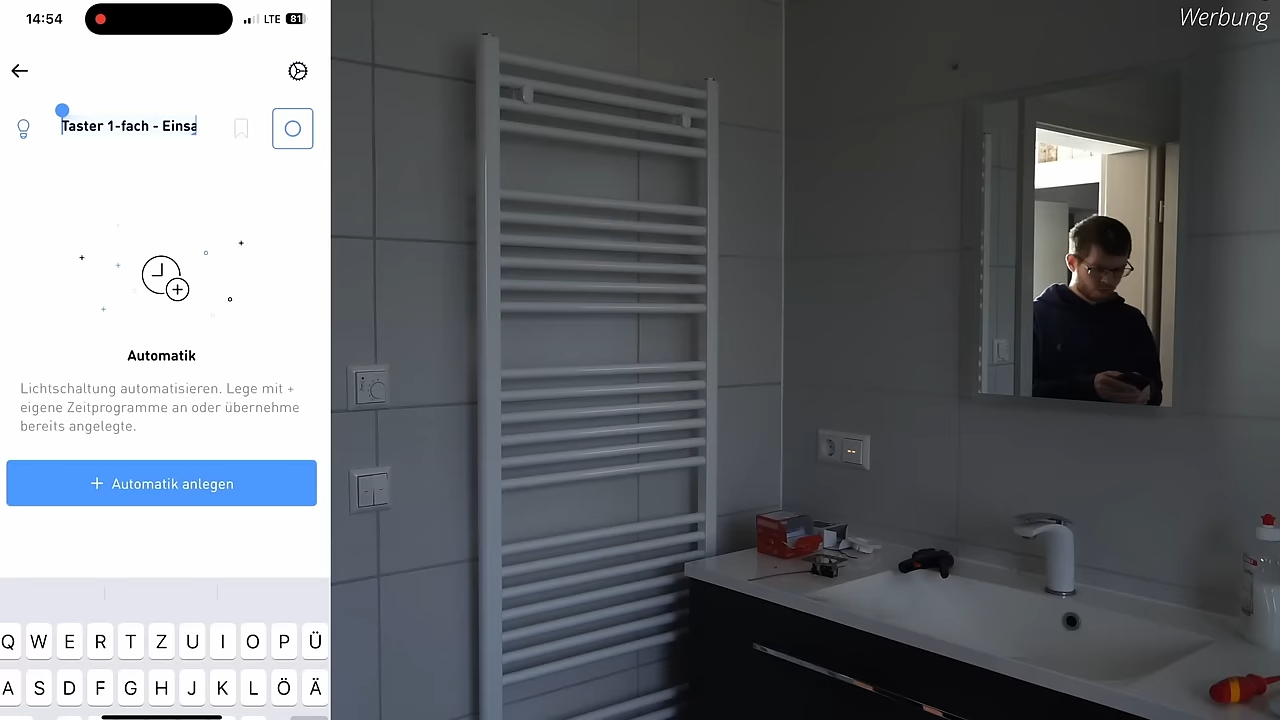 14:54
LTE
81
Taster 1-fach - Einsa
Automatik
Lichtschaltung automatisieren. Lege mit +
eigene Zeitprogramme an oder übernehme
bereits angelegte.
+ Automatik anlegen
Q W E R T Z U I O P Ü
A S D F G H J K L Ö Ä
Werbung